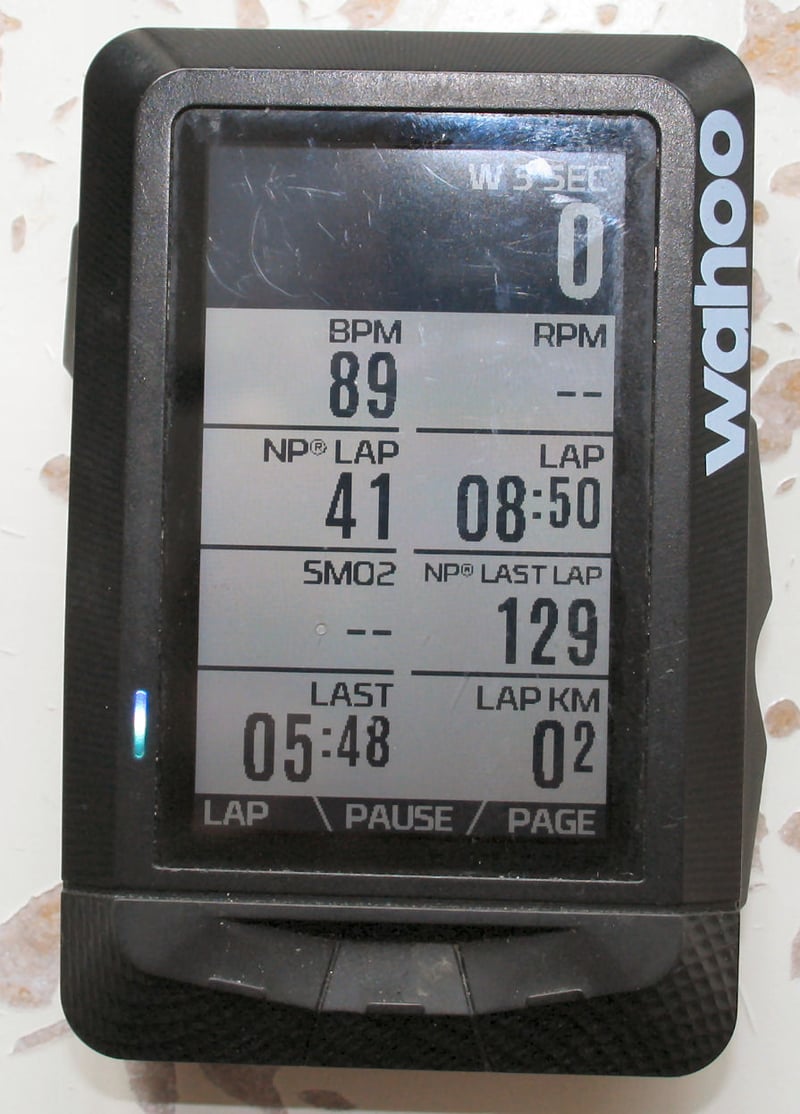 wahoo
W 3 SEC
0
BPM RPM
89 --
NP® LAP LAP
41 08:50
SMO2 NP® LAST LAP
-- 129
LAST LAP KM
05:48 02
LAP \ PAUSE / PAGE